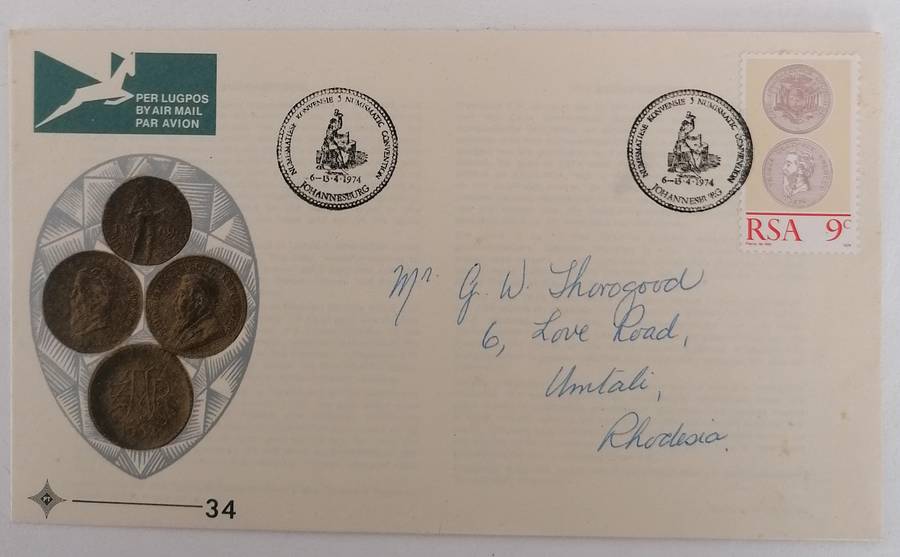 PER LUGPOS
BY AIR MAIL
PAR AVION
NUMISMATIESE KONVENSIE 5 NUMISMATIC CONVENTION
6–13·4·1974
JOHANNESBURG
NUMISMATIESE KONVENSIE 5 NUMISMATIC CONVENTION
6–13·4·1974
JOHANNESBURG
RSA 9c
Mr. G. W. Thorogood
6, Love Road,
Umtali,
Rhodesia.
34